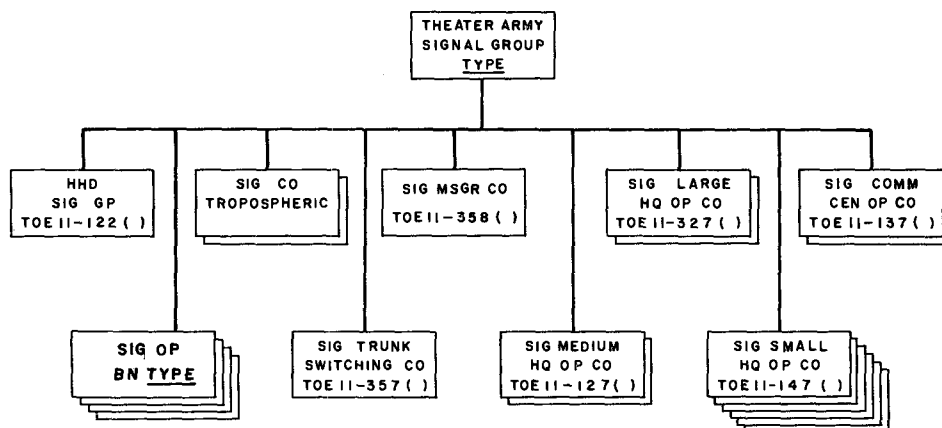 THEATER ARMY
SIGNAL GROUP
TYPE
HHD
SIG GP
TOE 11-122 ( )
SIG CO
TROPOSPHERIC
SIG MSGR CO
TOE 11-358 ( )
SIG LARGE
HQ OP CO
TOE 11-327 ( )
SIG COMM
CEN OP CO
TOE 11-137 ( )
SIG OP
BN TYPE
SIG TRUNK
SWITCHING CO
TOE 11-357 ( )
SIG MEDIUM
HQ OP CO
TOE 11-127 ( )
SIG SMALL
HQ OP CO
TOE 11-147 ( )